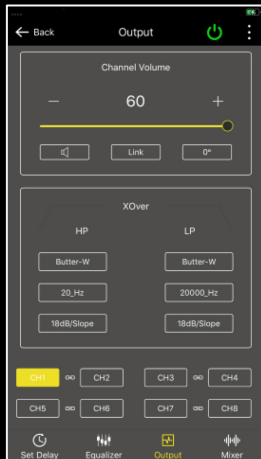 Back Output
Channel Volume
− 60 +
Link 0°
XOver
HP LP
Butter-W Butter-W
20_Hz 20000_Hz
18dB/Slope 18dB/Slope
CH1 CH2 CH3 CH4
CH5 CH6 CH7 CH8
Set Delay Equalizer Output Mixer